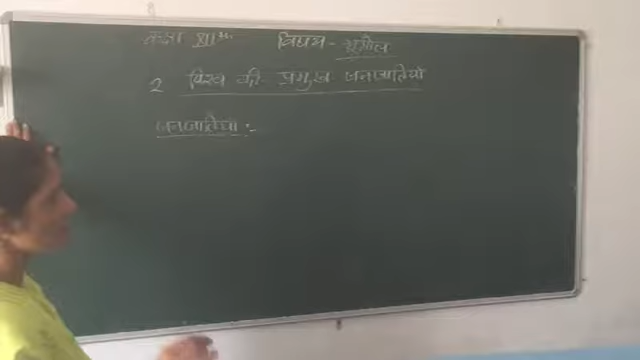 कक्षा विषय - भूगोल
2 विश्व की प्रमुख जनजातियाँ
जनजातियाँ :-